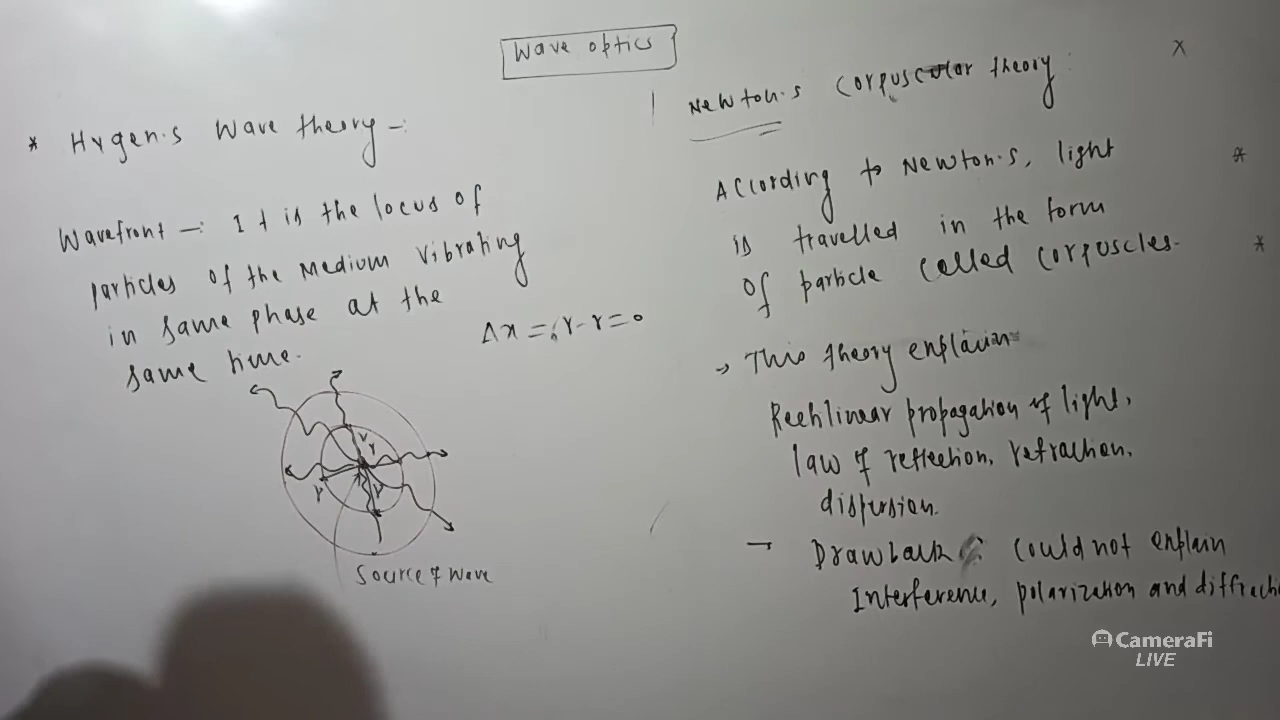 Wave optics
* Hygen's Wave theory -:
Wavefront -: It is the locus of
particles of the Medium vibrating
in same phase at the
same time.
Δx = r-r = 0
r
r
r
r
Source of wave
Newton's Corpuscular theory :
x
According to Newton's, light
*
is travelled in the form
of particle called corpuscles.
*
→ This theory explain
Rectilinear propagation of light,
law of reflection, refraction,
dispersion.
→ Drawback : Could not explain
Interference, polarization and diffractio
CameraFi
LIVE